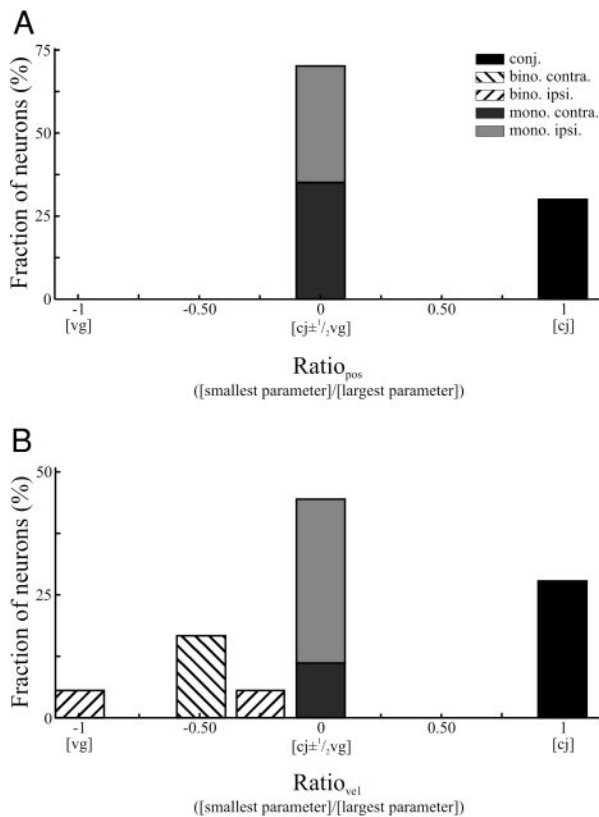 A
75
50
25
0
Fraction of neurons (%)
conj.
bino. contra.
bino. ipsi.
mono. contra.
mono. ipsi.
-1 -0.50 0 0.50 1
[vg] [cj±¹/₂vg] [cj]
Ratio_pos
([smallest parameter]/[largest parameter])
B
50
25
0
Fraction of neurons (%)
-1 -0.50 0 0.50 1
[vg] [cj±¹/₂vg] [cj]
Ratio_vel
([smallest parameter]/[largest parameter])